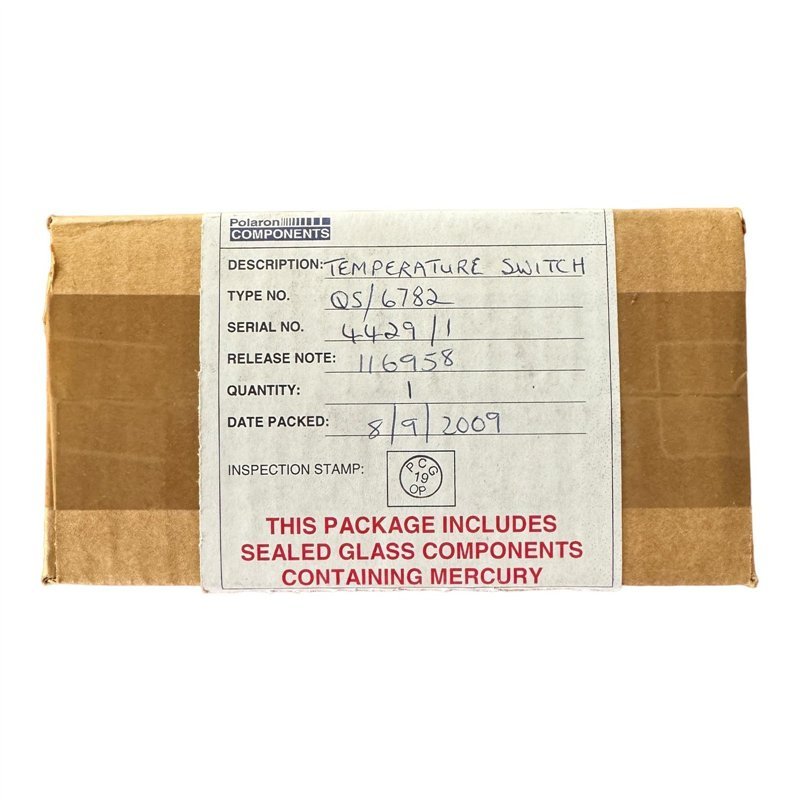 Polaron
COMPONENTS
DESCRIPTION: TEMPERATURE SWITCH
TYPE NO. QS/6782
SERIAL NO. 4429/1
RELEASE NOTE: 116958
QUANTITY: 1
DATE PACKED: 8/9/2009
INSPECTION STAMP:
PCG
19
OP
THIS PACKAGE INCLUDES
SEALED GLASS COMPONENTS
CONTAINING MERCURY